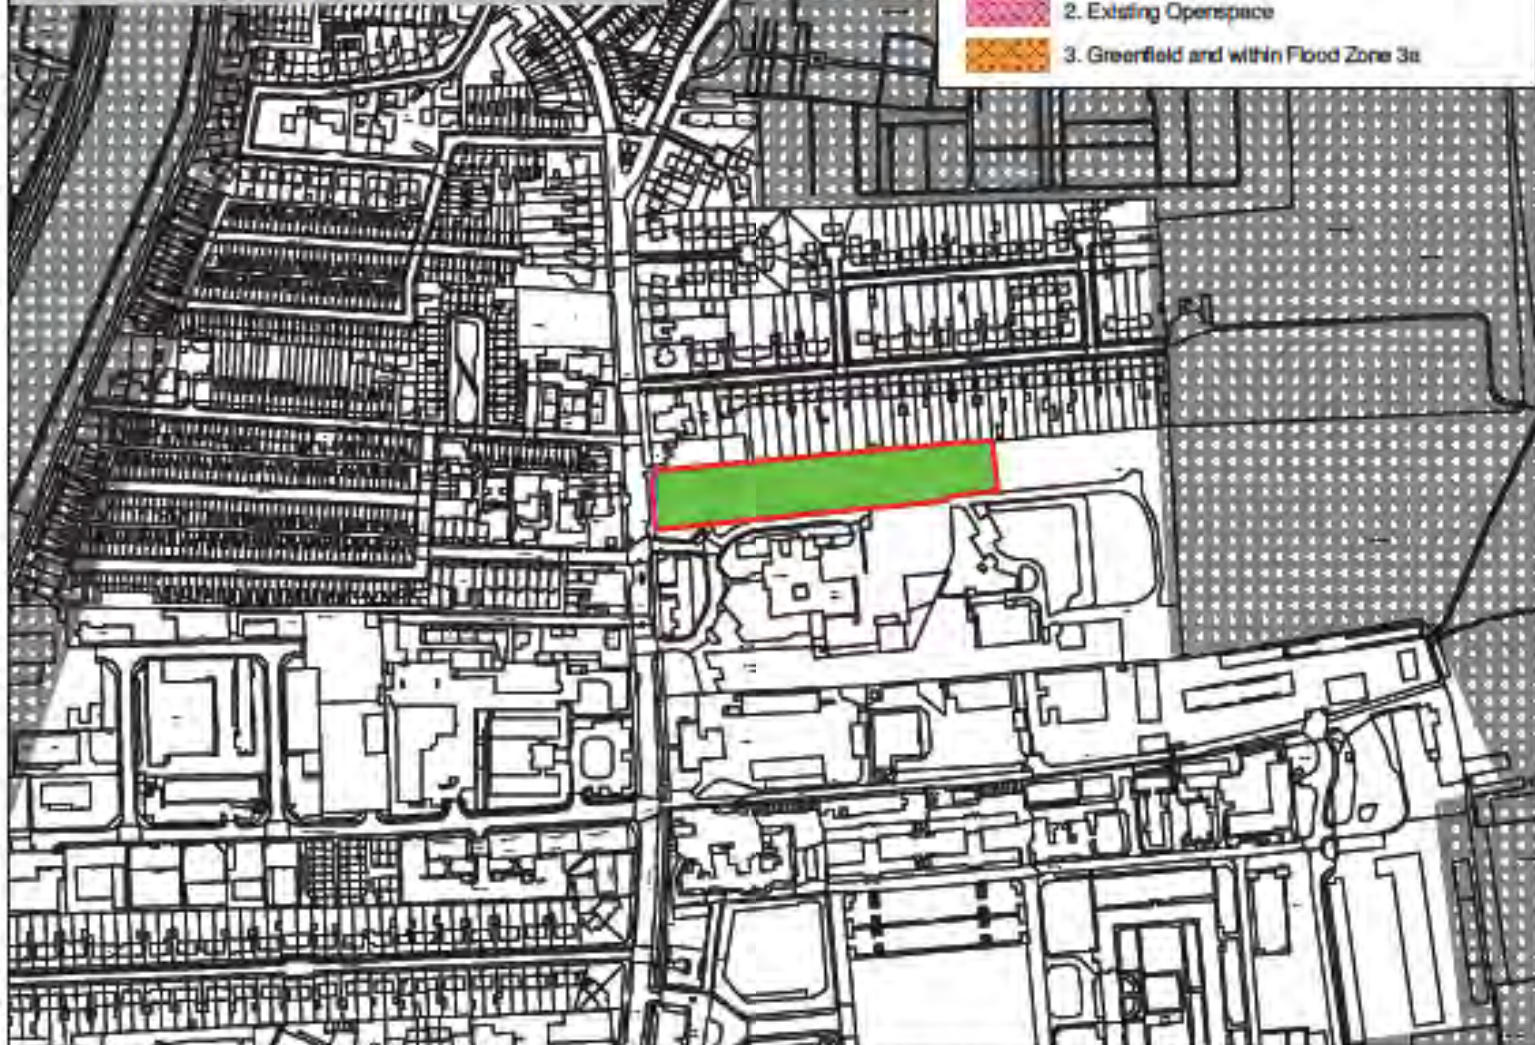 2. Existing Openspace
3. Greenfield and within Flood Zone 3a